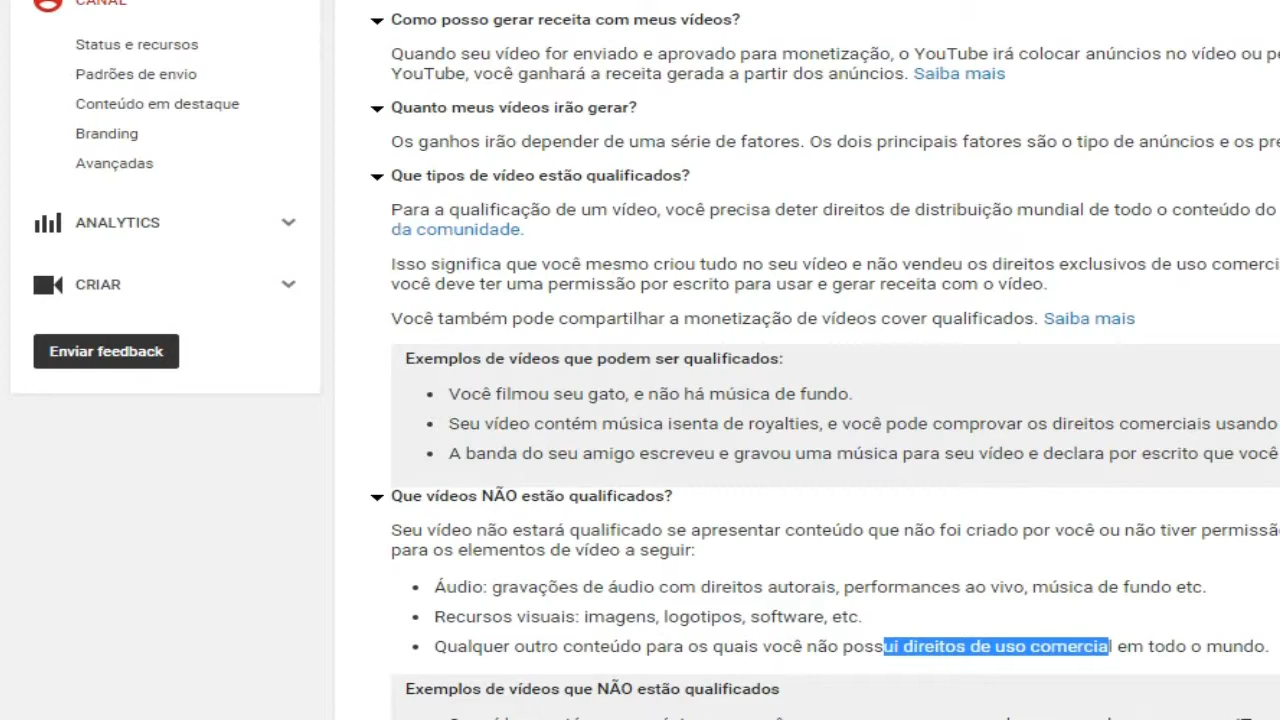 CANAL
Status e recursos
Padrões de envio
Conteúdo em destaque
Branding
Avançadas
ANALYTICS
CRIAR
Enviar feedback
Como posso gerar receita com meus vídeos?
Quando seu vídeo for enviado e aprovado para monetização, o YouTube irá colocar anúncios no vídeo ou
YouTube, você ganhará a receita gerada a partir dos anúncios. Saiba mais
Quanto meus vídeos irão gerar?
Os ganhos irão depender de uma série de fatores. Os dois principais fatores são o tipo de anúncios e os
Que tipos de vídeo estão qualificados?
Para a qualificação de um vídeo, você precisa deter direitos de distribuição mundial de todo o conteúdo do
da comunidade.
Isso significa que você mesmo criou tudo no seu vídeo e não vendeu os direitos exclusivos de uso
você deve ter uma permissão por escrito para usar e gerar receita com o vídeo.
Você também pode compartilhar a monetização de vídeos cover qualificados. Saiba mais
Exemplos de vídeos que podem ser qualificados:
• Você filmou seu gato, e não há música de fundo.
• Seu vídeo contém música isenta de royalties, e você pode comprovar os direitos comerciais usando
• A banda do seu amigo escreveu e gravou uma música para seu vídeo e declara por escrito que você
Que vídeos NÃO estão qualificados?
Seu vídeo não estará qualificado se apresentar conteúdo que não foi criado por você ou não tiver
para os elementos de vídeo a seguir:
• Áudio: gravações de áudio com direitos autorais, performances ao vivo, música de fundo etc.
• Recursos visuais: imagens, logotipos, software, etc.
• Qualquer outro conteúdo para os quais você não possui direitos de uso comercial em todo o mundo.
Exemplos de vídeos que NÃO estão qualificados